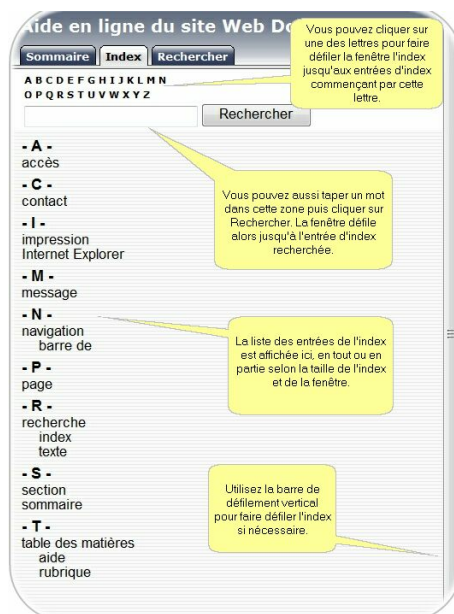 Aide en ligne du site Web Do
Sommaire Index Rechercher
A B C D E F G H I J K L M N
O P Q R S T U V W X Y Z
Rechercher
Vous pouvez cliquer sur
une des lettres pour faire
défiler la fenêtre l'index
jusqu'aux entrées d'index
commençant par cette
lettre.
- A -
accès
- C -
contact
- I -
impression
Internet Explorer
- M -
message
- N -
navigation
barre de
- P -
page
- R -
recherche
index
texte
- S -
section
sommaire
- T -
table des matières
aide
rubrique
Vous pouvez aussi taper un mot
dans cette zone puis cliquer sur
Rechercher. La fenêtre défile
alors jusqu'à l'entrée d'index
recherchée.
La liste des entrées de l'index
est affichée ici, en tout ou en
partie selon la taille de l'index
et de la fenêtre.
Utilisez la barre de
défilement vertical
pour faire défiler l'index
si nécessaire.